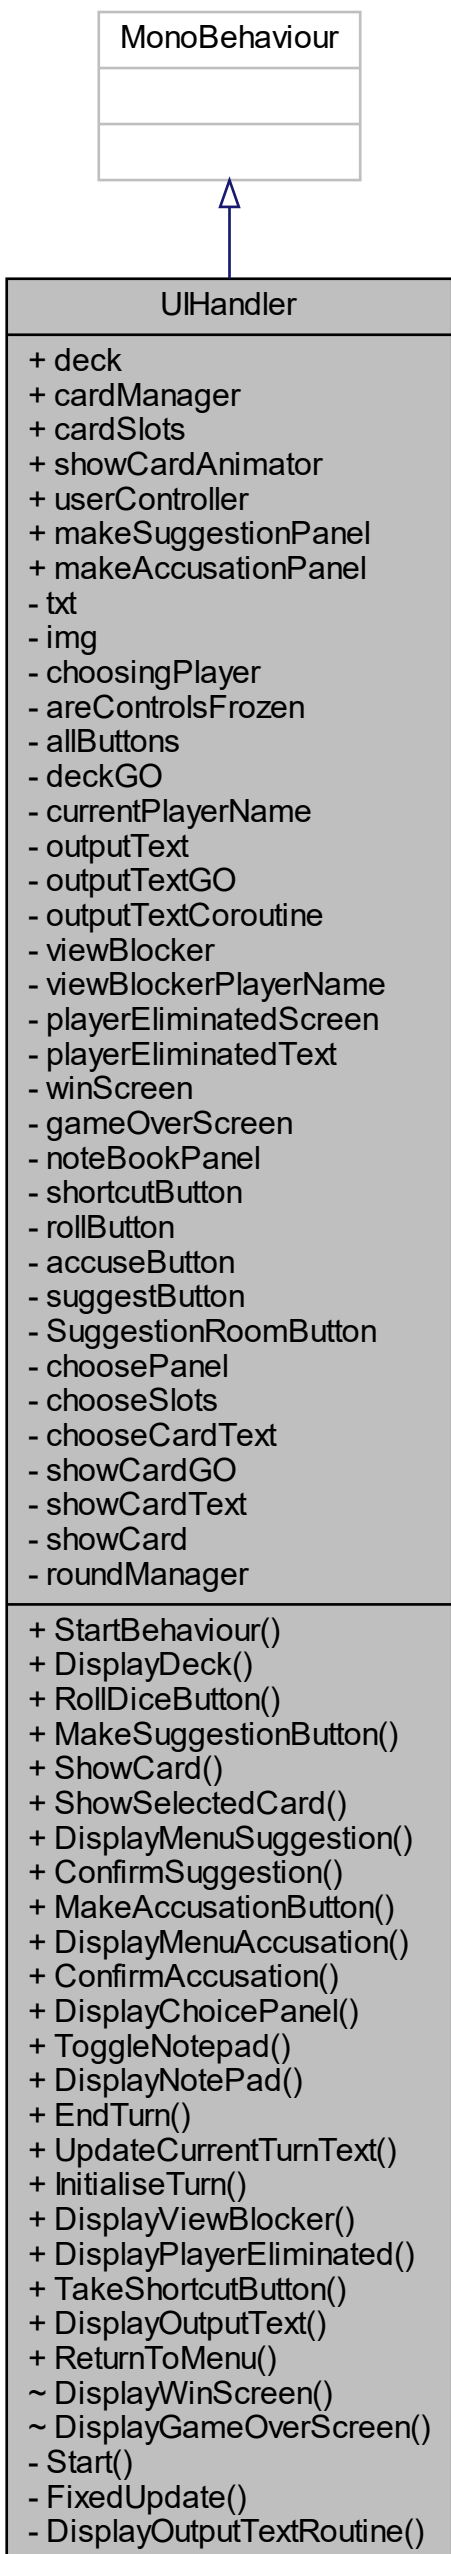 MonoBehaviour
UIHandler
+ deck
+ cardManager
+ cardSlots
+ showCardAnimator
+ userController
+ makeSuggestionPanel
+ makeAccusationPanel
- txt
- img
- choosingPlayer
- areControlsFrozen
- allButtons
- deckGO
- currentPlayerName
- outputText
- outputTextGO
- outputTextCoroutine
- viewBlocker
- viewBlockerPlayerName
- playerEliminatedScreen
- playerEliminatedText
- winScreen
- gameOverScreen
- noteBookPanel
- shortcutButton
- rollButton
- accuseButton
- suggestButton
- SuggestionRoomButton
- choosePanel
- chooseSlots
- chooseCardText
- showCardGO
- showCardText
- showCard
- roundManager
+ StartBehaviour()
+ DisplayDeck()
+ RollDiceButton()
+ MakeSuggestionButton()
+ ShowCard()
+ ShowSelectedCard()
+ DisplayMenuSuggestion()
+ ConfirmSuggestion()
+ MakeAccusationButton()
+ DisplayMenuAccusation()
+ ConfirmAccusation()
+ DisplayChoicePanel()
+ ToggleNotepad()
+ DisplayNotePad()
+ EndTurn()
+ UpdateCurrentTurnText()
+ InitialiseTurn()
+ DisplayViewBlocker()
+ DisplayPlayerEliminated()
+ TakeShortcutButton()
+ DisplayOutputText()
+ ReturnToMenu()
~ DisplayWinScreen()
~ DisplayGameOverScreen()
- Start()
- FixedUpdate()
- DisplayOutputTextRoutine()